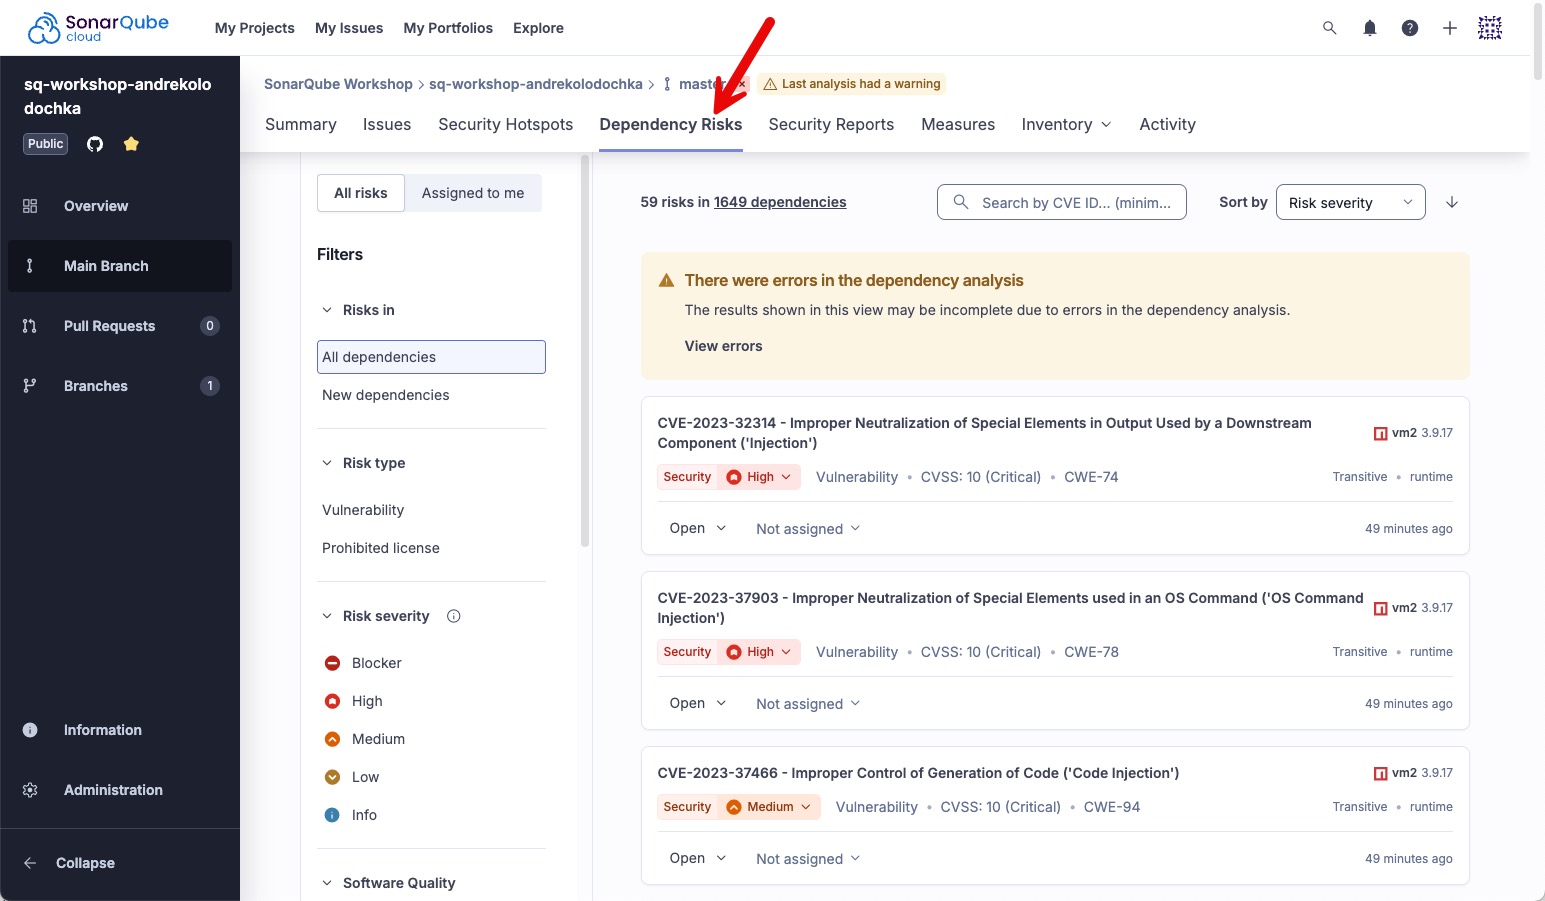 SonarQube cloud
My Projects My Issues My Portfolios Explore
sq-workshop-andrekolo
dochka
Public
Overview
Main Branch
Pull Requests 0
Branches 1
Information
Administration
Collapse
SonarQube Workshop > sq-workshop-andrekolodochka > Last analysis had a warning
Summary Issues Security Hotspots Dependency Risks Security Reports Measures Inventory Activity
All risks Assigned to me
Filters
Risks in
All dependencies
New dependencies
Risk type
Vulnerability
Prohibited license
Risk severity
Blocker
High
Medium
Low
Info
Software Quality
59 risks in 1649 dependencies
Search by CVE ID... (minim...
Sort by Risk severity
There were errors in the dependency analysis
The results shown in this view may be incomplete due to errors in the dependency analysis.
View errors
CVE-2023-32314 - Improper Neutralization of Special Elements in Output Used by a Downstream
Component ('Injection')
vm2 3.9.17
Security High Vulnerability • CVSS: 10 (Critical) • CWE-74
Transitive • runtime
Open Not assigned
49 minutes ago
CVE-2023-37903 - Improper Neutralization of Special Elements used in an OS Command ('OS Command
Injection')
vm2 3.9.17
Security High Vulnerability • CVSS: 10 (Critical) • CWE-78
Transitive • runtime
Open Not assigned
49 minutes ago
CVE-2023-37466 - Improper Control of Generation of Code ('Code Injection')
vm2 3.9.17
Security Medium Vulnerability • CVSS: 10 (Critical) • CWE-94
Transitive • runtime
Open Not assigned
49 minutes ago